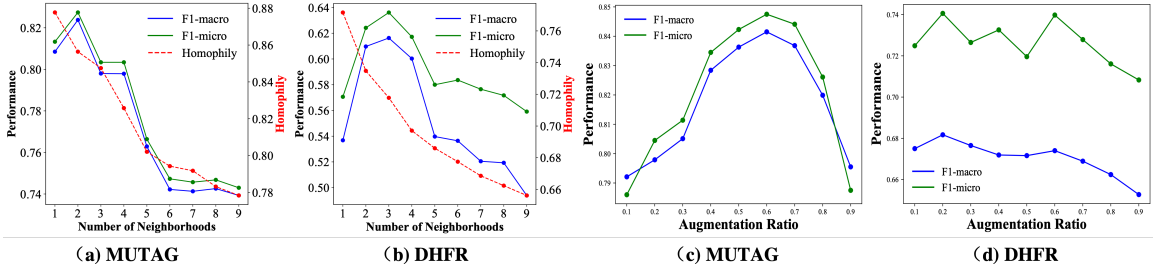 F1-macro
F1-micro
Homophily
Performance
0.82
0.80
0.78
0.76
0.74
0.88
0.86
0.84
0.82
0.80
0.78
Homophily
1 2 3 4 5 6 7 8 9
Number of Neighborhoods
(a) MUTAG
F1-macro
F1-micro
Homophily
Performance
0.64
0.62
0.60
0.58
0.56
0.54
0.52
0.50
0.76
0.74
0.72
0.70
0.68
0.66
Homophily
1 2 3 4 5 6 7 8 9
Number of Neighborhoods
(b) DHFR
F1-macro
F1-micro
Performance
0.85
0.84
0.83
0.82
0.81
0.80
0.79
0.1 0.2 0.3 0.4 0.5 0.6 0.7 0.8 0.9
Augmentation Ratio
(c) MUTAG
Performance
0.74
0.72
0.70
0.68
0.66
F1-macro
F1-micro
0.1 0.2 0.3 0.4 0.5 0.6 0.7 0.8 0.9
Augmentation Ratio
(d) DHFR